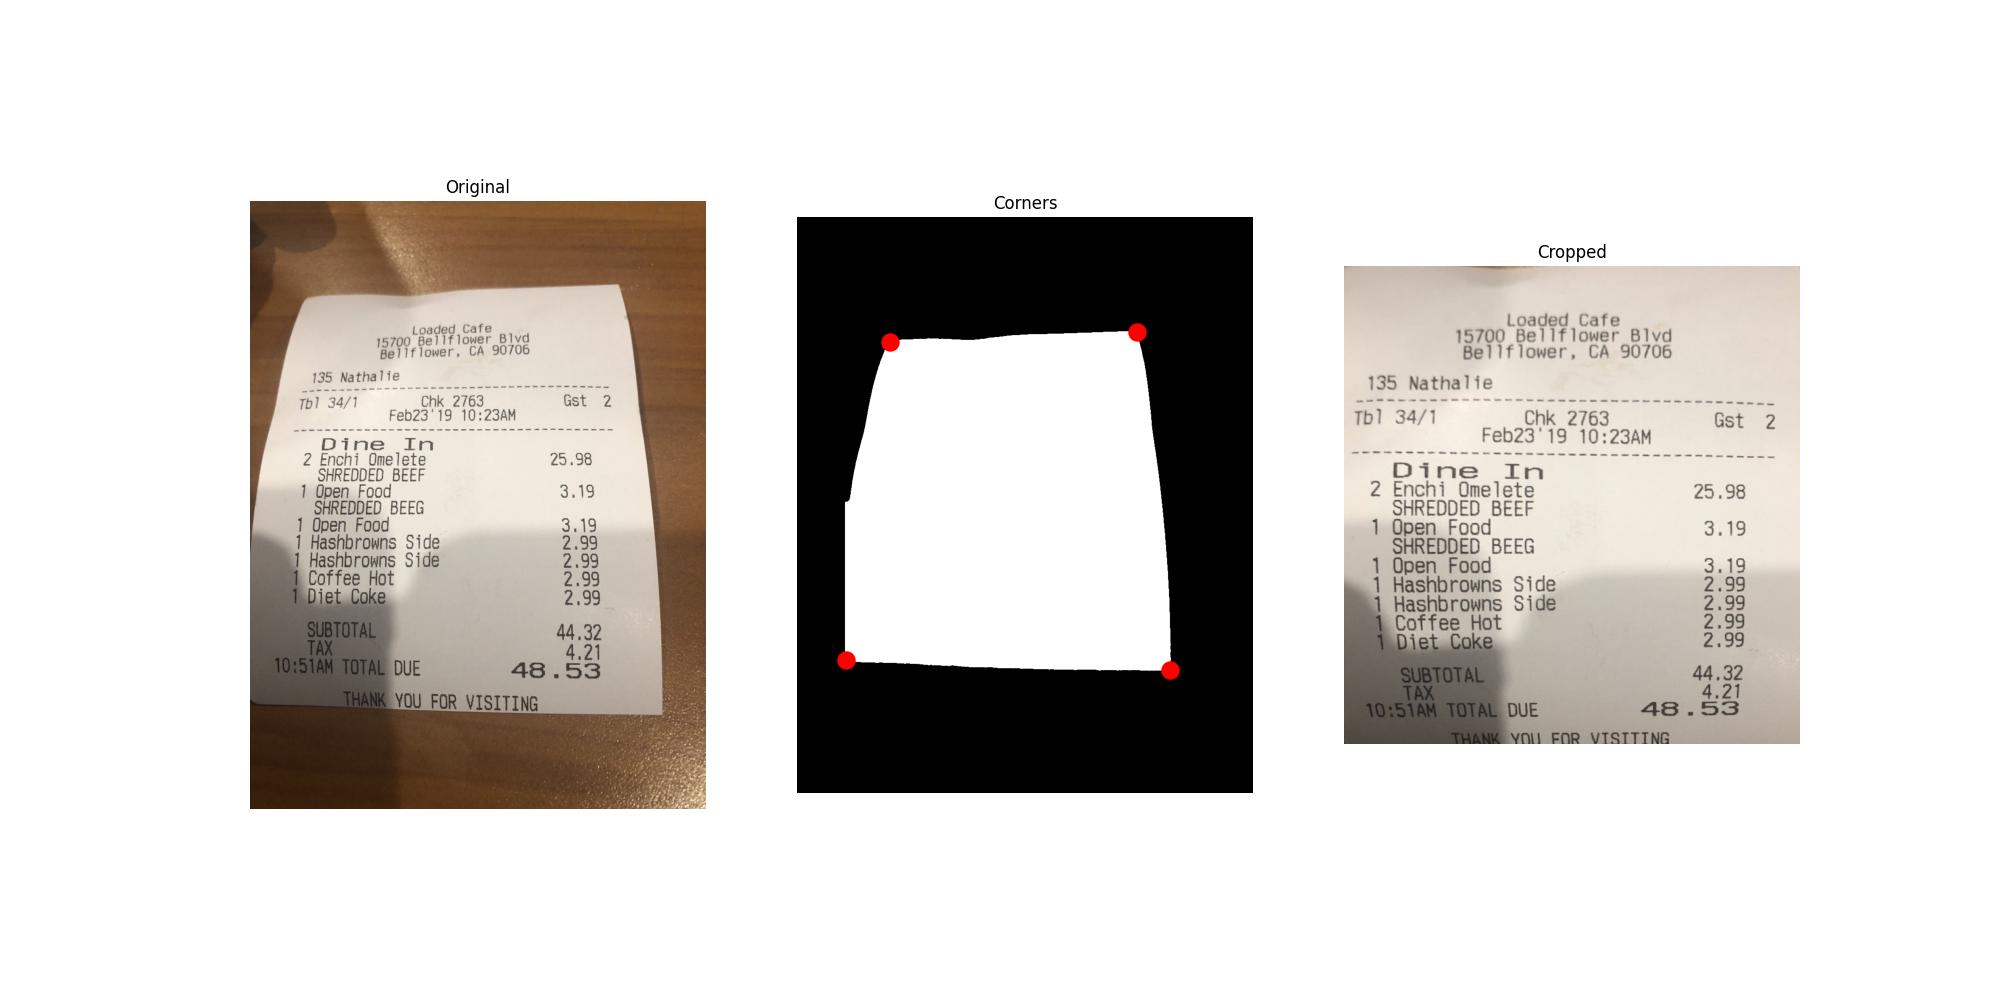 Original
Loaded Cafe
15700 Bellflower Blvd
Bellflower, CA 90706
135 Nathalie
Tbl 34/1 Chk 2763 Gst 2
Feb23'19 10:23AM
Dine In
2 Enchi Omelete 25.98
SHREDDED BEEF
1 Open Food 3.19
SHREDDED BEEG
1 Open Food 3.19
1 Hashbrowns Side 2.99
1 Hashbrowns Side 2.99
1 Coffee Hot 2.99
1 Diet Coke 2.99
SUBTOTAL 44.32
TAX 4.21
10:51AM TOTAL DUE 48.53
THANK YOU FOR VISITING
Corners
Cropped
Loaded Cafe
15700 Bellflower Blvd
Bellflower, CA 90706
135 Nathalie
Tbl 34/1 Chk 2763 Gst 2
Feb23'19 10:23AM
Dine In
2 Enchi Omelete 25.98
SHREDDED BEEF
1 Open Food 3.19
SHREDDED BEEG
1 Open Food 3.19
1 Hashbrowns Side 2.99
1 Hashbrowns Side 2.99
1 Coffee Hot 2.99
1 Diet Coke 2.99
SUBTOTAL 44.32
TAX 4.21
10:51AM TOTAL DUE 48.53
THANK YOU FOR VISITING